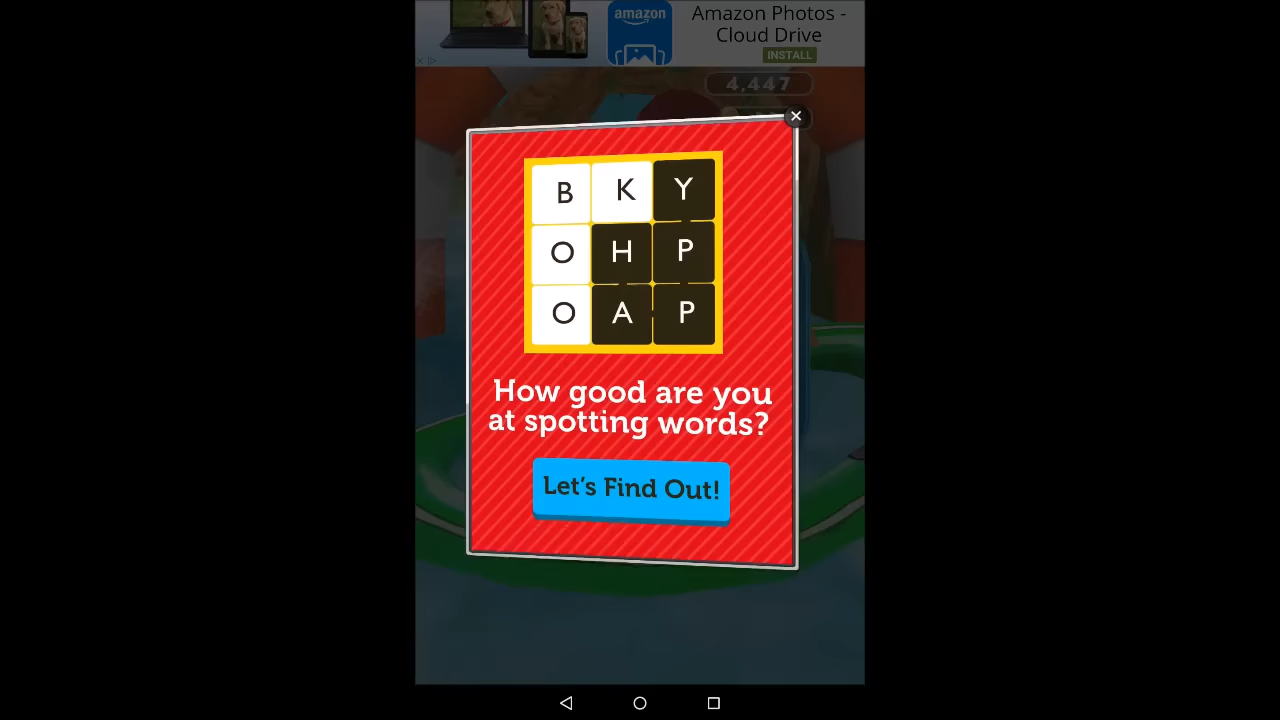 amazon
Amazon Photos -
Cloud Drive
INSTALL
4,447
B K Y
O H P
O A P
How good are you
at spotting words?
Let's Find Out!